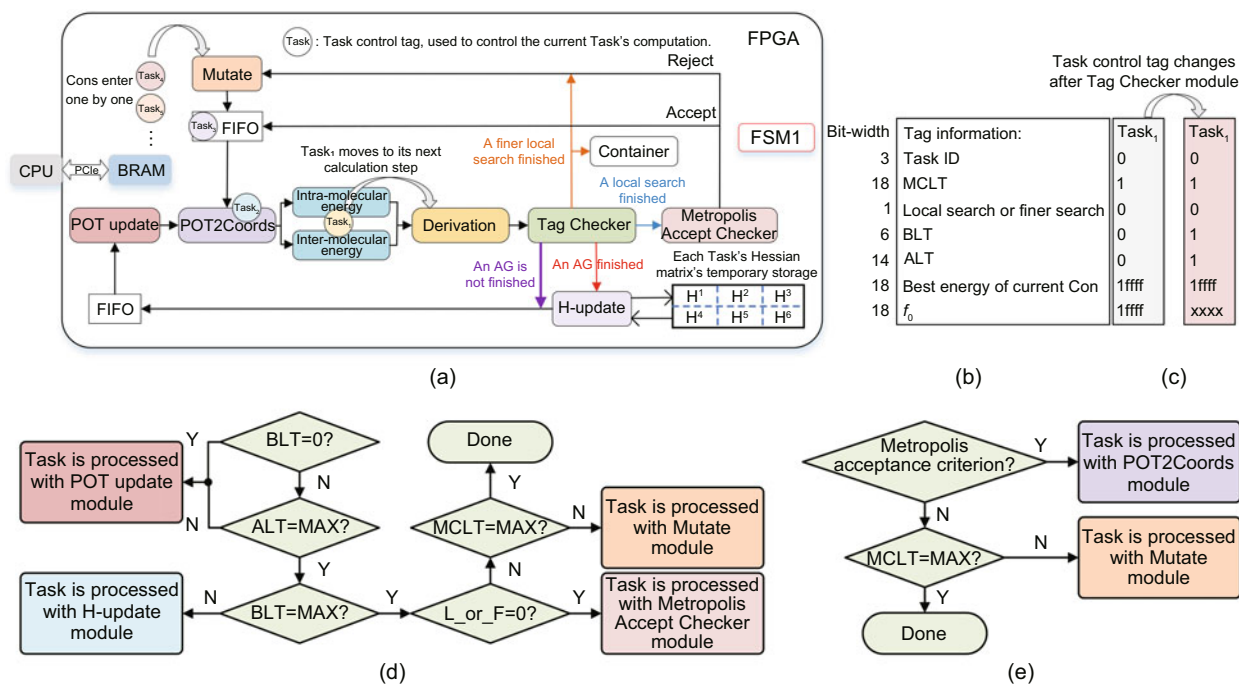 Task : Task control tag, used to control the current Task's computation.
FPGA
Cons enter
one by one
Task4
Task5
⋮
Mutate
Reject
Task3 FIFO
Accept
FSM1
A finer local
search finished
Container
Task1 moves to its next
calculation step
A local search
finished
CPU
PCIe
BRAM
POT update
POT2Coords
Task2
Intra-molecular
energy
Task1
Inter-molecular
energy
Derivation
Tag Checker
Metropolis
Accept Checker
An AG is
not finished
An AG finished
Each Task's Hessian
matrix's temporary storage
FIFO
H-update
H¹ H² H³
H⁴ H⁵ H⁶
(a)
Task control tag changes
after Tag Checker module
Bit-width Tag information: Task₁ Task₁
3 Task ID 0 0
18 MCLT 1 1
1 Local search or finer search 0 0
6 BLT 0 1
14 ALT 0 1
18 Best energy of current Con 1ffff 1ffff
18 f₀ 1ffff xxxx
(b) (c)
BLT=0?
Y
N
Task is processed
with POT update
module
ALT=MAX?
N
Y
Task is processed
with H-update
module
N
BLT=MAX?
Y
L_or_F=0?
Y
N
Task is processed
with Metropolis
Accept Checker
module
MCLT=MAX?
N
Y
Task is processed
with Mutate
module
Done
(d)
Metropolis
acceptance criterion?
Y
N
Task is processed
with POT2Coords
module
MCLT=MAX?
N
Y
Task is processed
with Mutate
module
Done
(e)